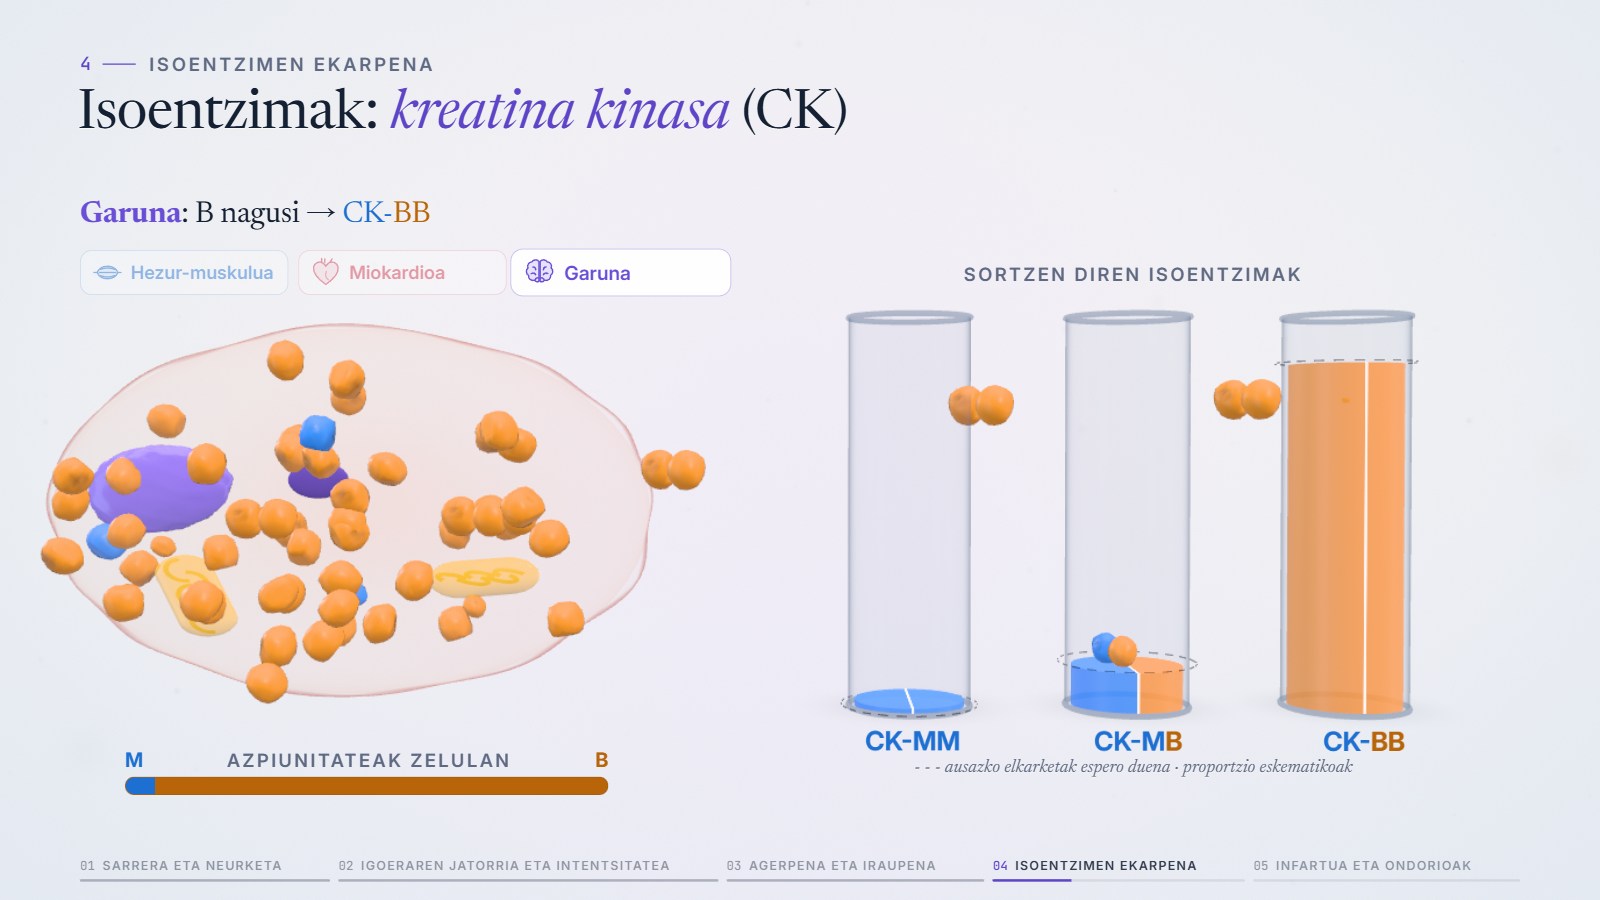 4 — ISOENTZIMEN EKARPENA
Isoentzimak: kreatina kinasa (CK)
Garuna: B nagusi → CK-BB
Hezur-muskulua
Miokardioa
Garuna
SORTZEN DIREN ISOENTZIMAK
CK-MM
CK-MB
CK-BB
- - - ausazko elkarketak espero duena · proportzio eskematikoak
M AZPIUNITATEAK ZELULAN B
01 SARRERA ETA NEURKETA
02 IGOERAREN JATORRIA ETA INTENTSITATEA
03 AGERPENA ETA IRAUPENA
04 ISOENTZIMEN EKARPENA
05 INFARTUA ETA ONDORIOAK